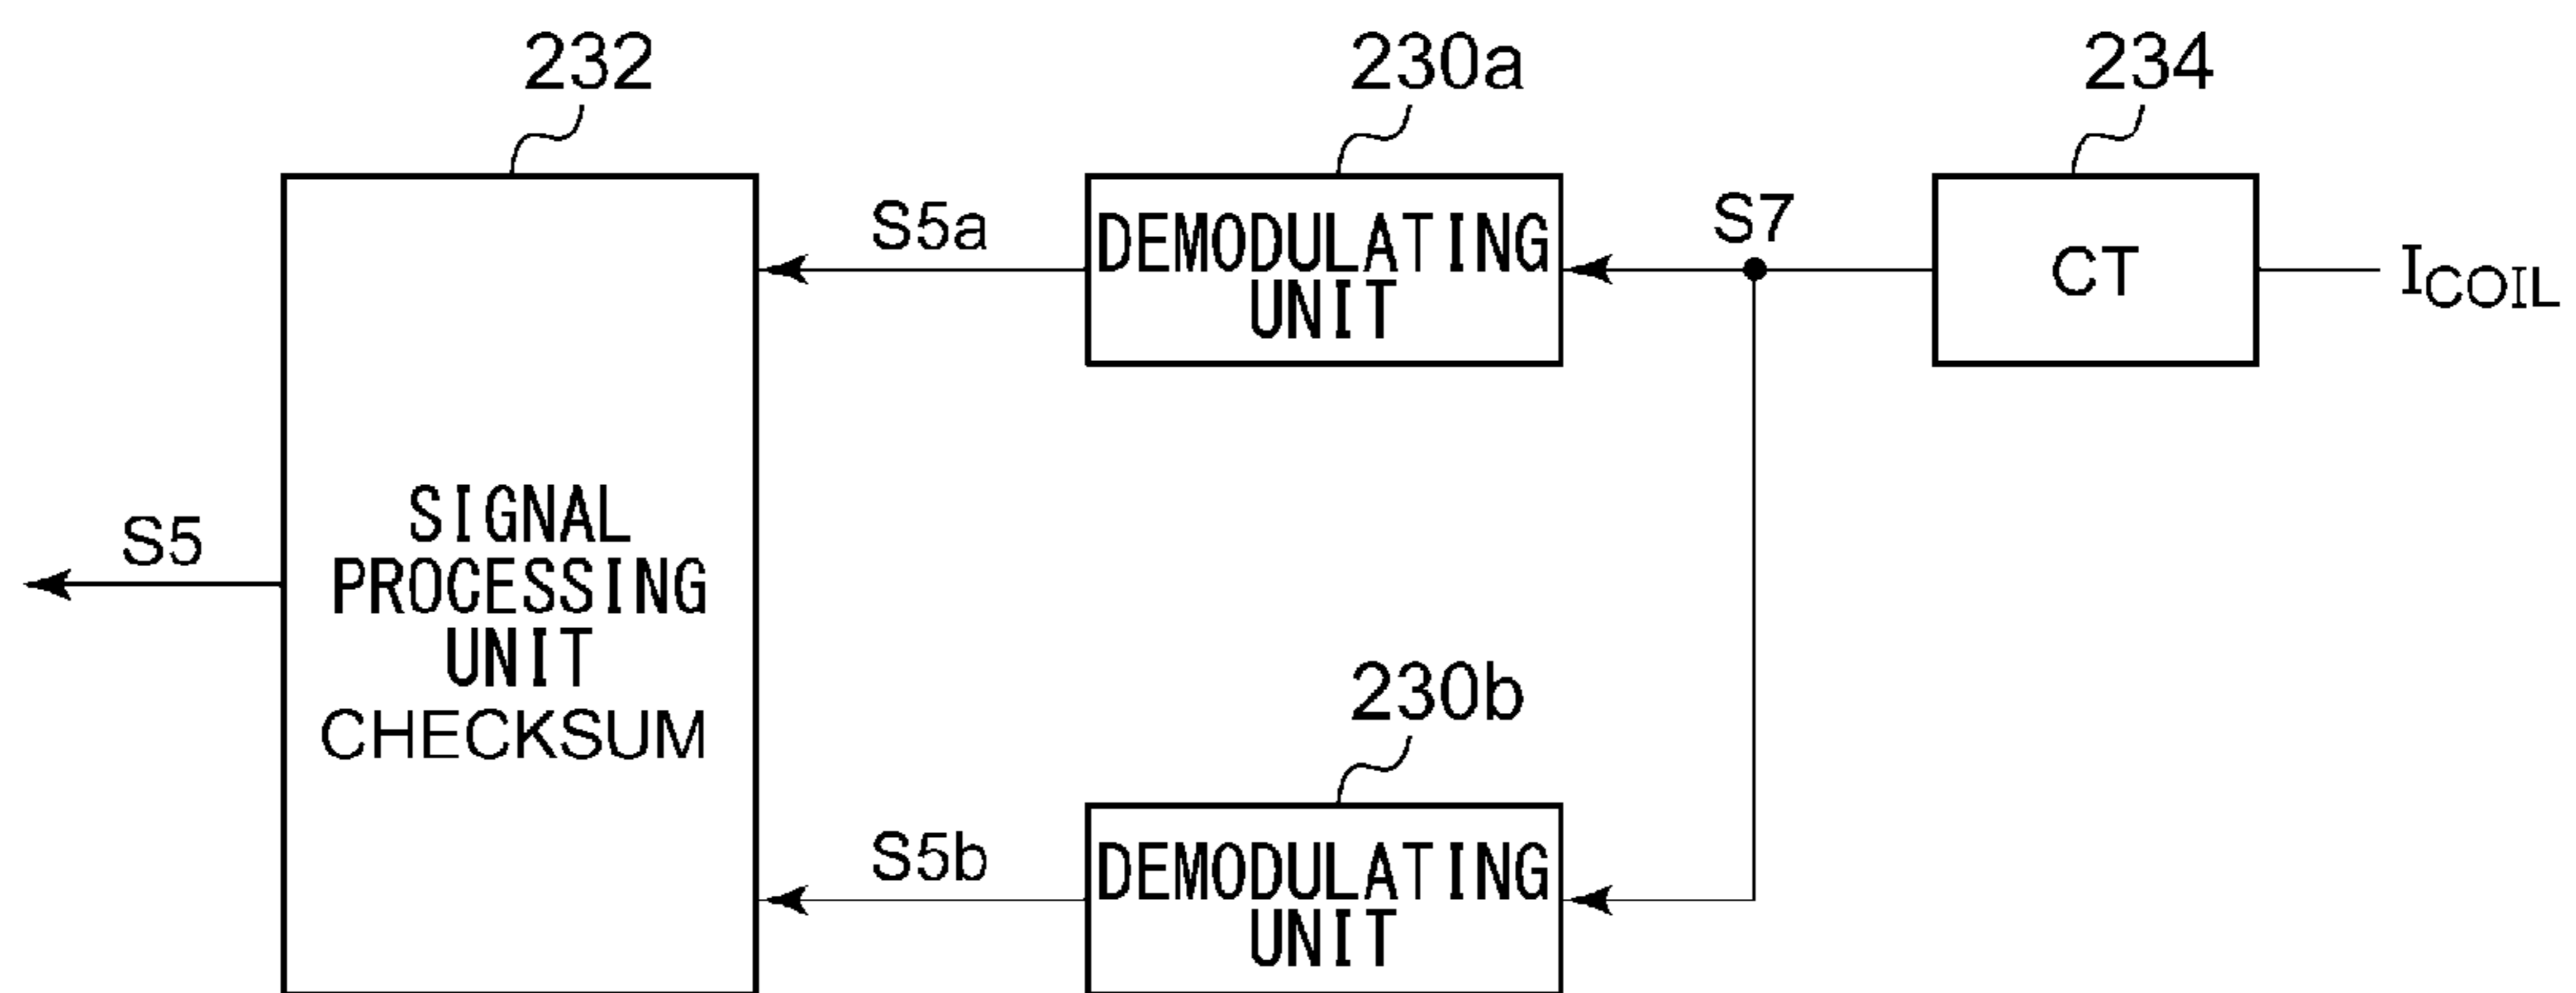 232
230a
234
S5a
DEMODULATING
UNIT
S7
CT
ICOIL
S5
SIGNAL
PROCESSING
UNIT
CHECKSUM
230b
S5b
DEMODULATING
UNIT